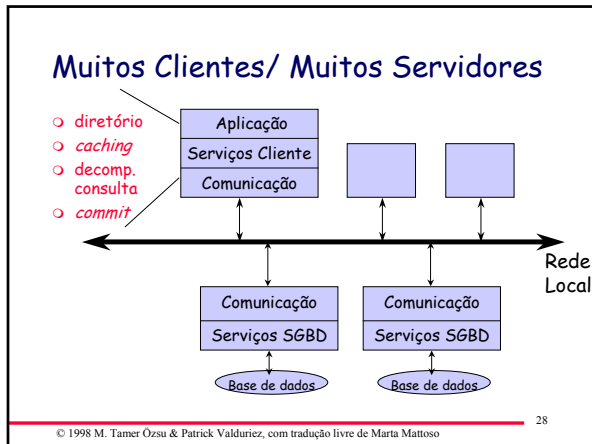 Muitos Clientes/ Muitos Servidores
diretório
caching
decomp.
consulta
commit
Aplicação
Serviços Cliente
Comunicação
Rede
Local
Comunicação
Serviços SGBD
Base de dados
Comunicação
Serviços SGBD
Base de dados
28
© 1998 M. Tamer Özsu & Patrick Valduriez, com tradução livre de Marta Mattoso